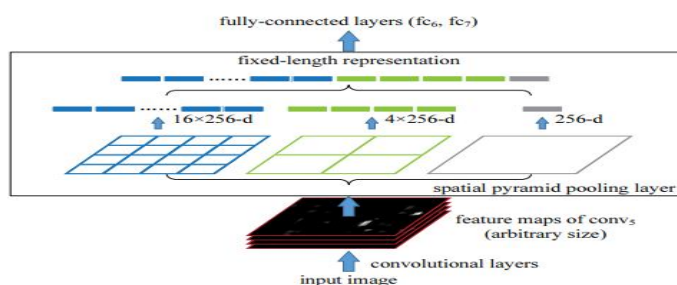 fully-connected layers (fc₆, fc₇)
fixed-length representation
......
......
16×256-d
4×256-d
256-d
spatial pyramid pooling layer
feature maps of conv₅
(arbitrary size)
convolutional layers
input image